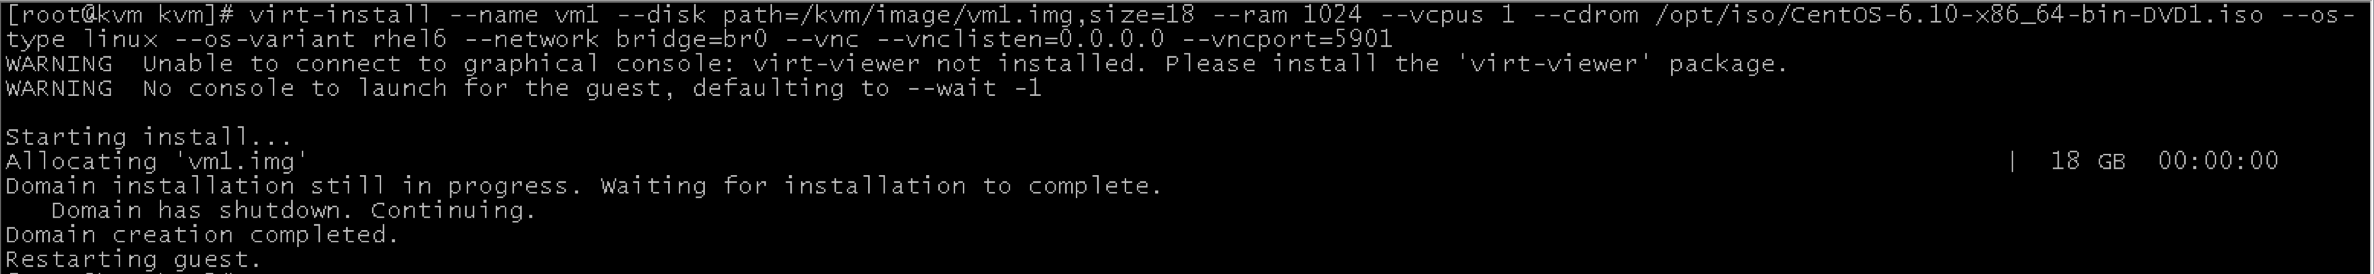 [root@kvm kvm]# virt-install --name vm1 --disk path=/kvm/image/vm1.img,size=18 --ram 1024 --vcpus 1 --cdrom /opt/iso/CentOS-6.10-x86_64-bin-DVD1.iso --os-
type linux --os-variant rhel6 --network bridge=br0 --vnc --vnclisten=0.0.0.0 --vncport=5901
WARNING  Unable to connect to graphical console: virt-viewer not installed. Please install the 'virt-viewer' package.
WARNING  No console to launch for the guest, defaulting to --wait -1
Starting install...
Allocating 'vm1.img' | 18 GB 00:00:00
Domain installation still in progress. Waiting for installation to complete.
Domain has shutdown. Continuing.
Domain creation completed.
Restarting guest.